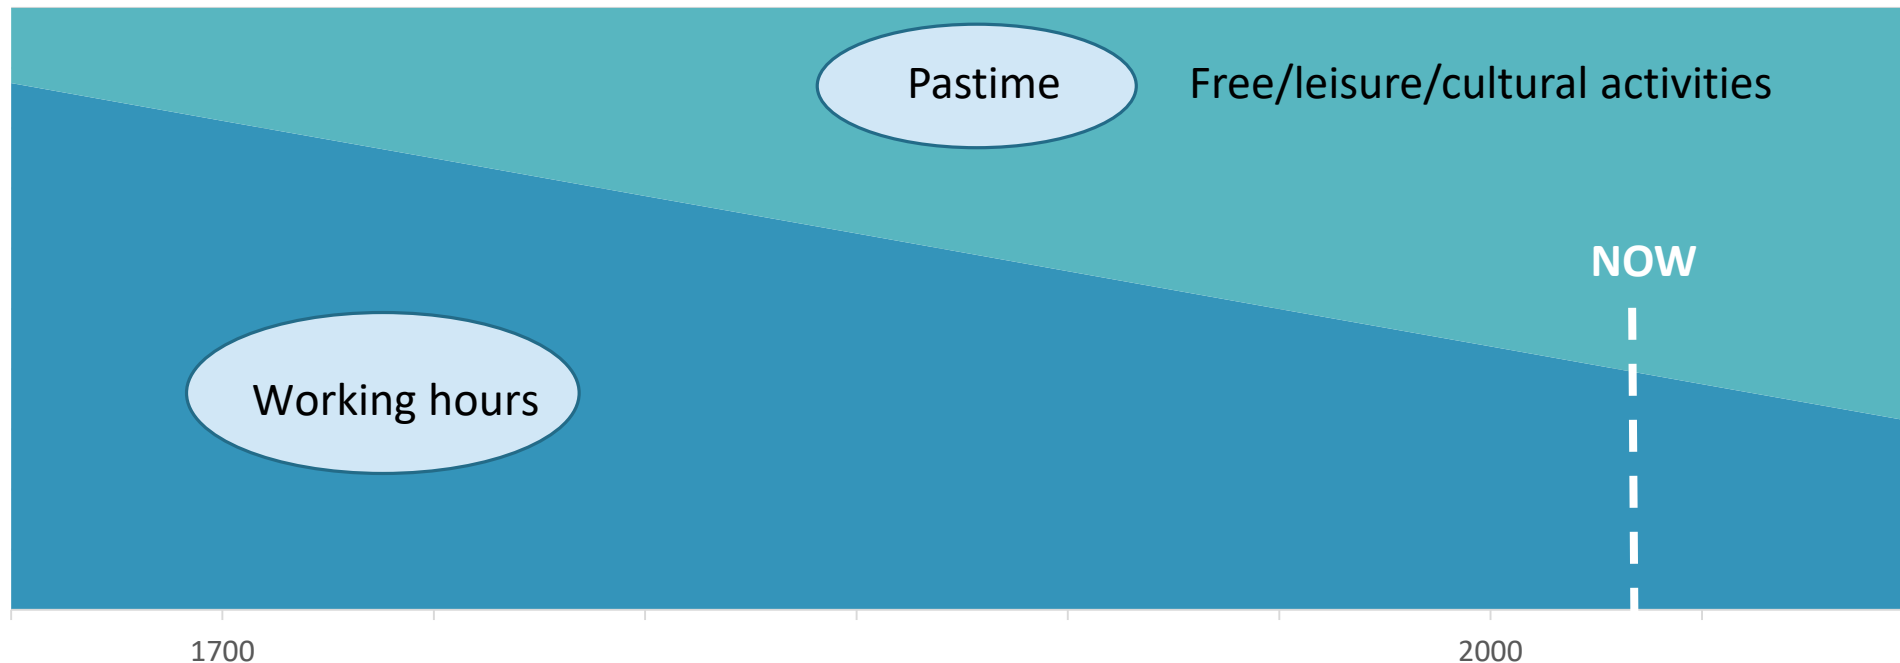 Pastime
Free/leisure/cultural activities
NOW
Working hours
1700
2000